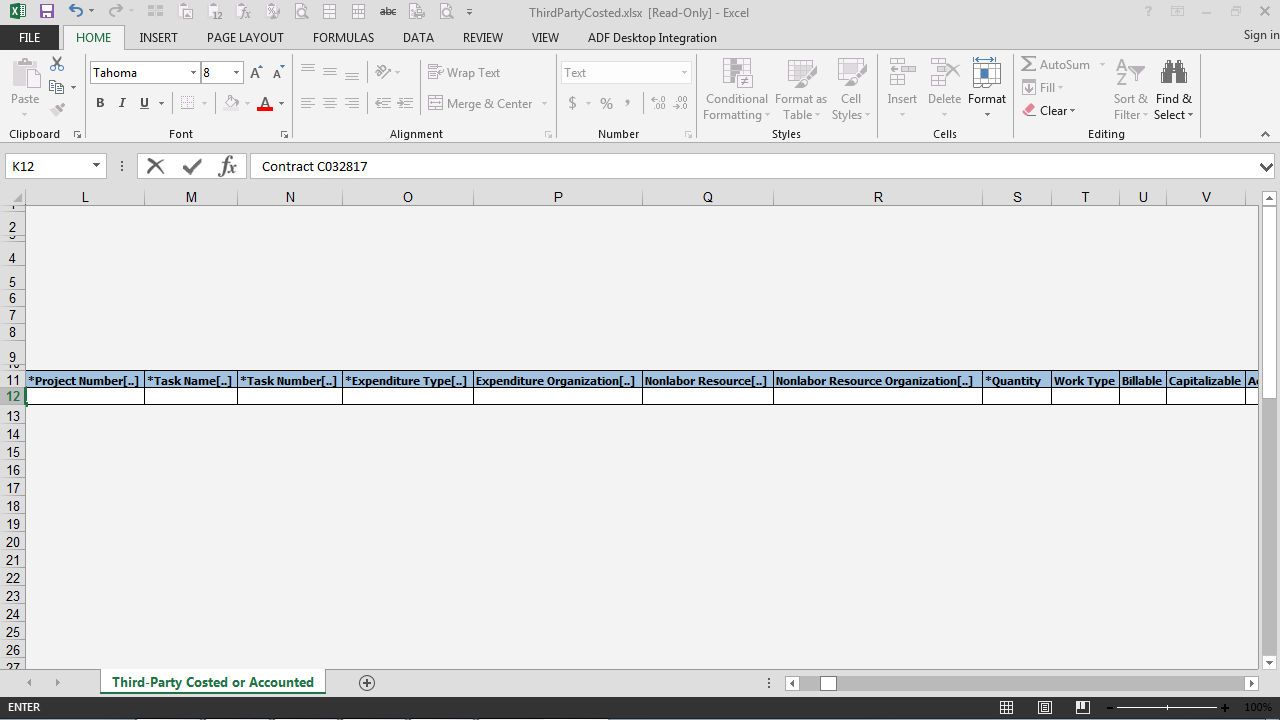 ThirdPartyCosted.xlsx [Read-Only] - Excel
FILE HOME INSERT PAGE LAYOUT FORMULAS DATA REVIEW VIEW ADF Desktop Integration Sign in
Tahoma 8 Wrap Text Text AutoSum
Paste Conditional Format as Cell Insert Delete Format Fill Sort & Find &
B I U A Merge & Center $ % , Formatting Table Styles Clear Filter Select
Clipboard Font Alignment Number Styles Cells Editing
K12 fx Contract C032817
L M N O P Q R S T U V
2
4
5
6
7
8
9
11 *Project Number[..] *Task Name[..] *Task Number[..] *Expenditure Type[..] Expenditure Organization[..] Nonlabor Resource[..] Nonlabor Resource Organization[..] *Quantity Work Type Billable Capitalizable
12
13
14
15
16
17
18
19
20
21
22
23
24
25
26
27
Third-Party Costed or Accounted
ENTER 100%